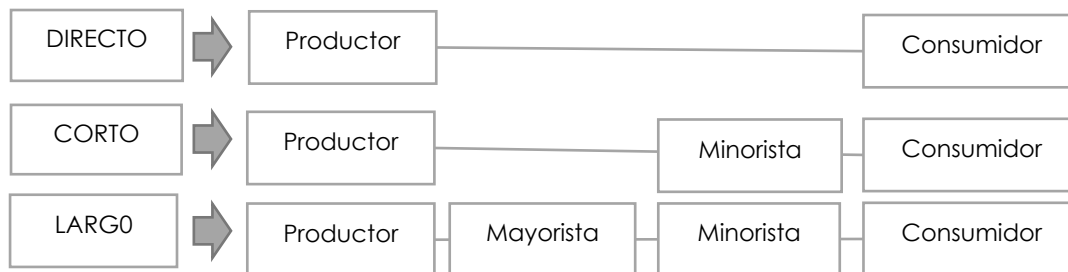 DIRECTO Productor Consumidor
CORTO Productor Minorista Consumidor
LARG0 Productor Mayorista Minorista Consumidor